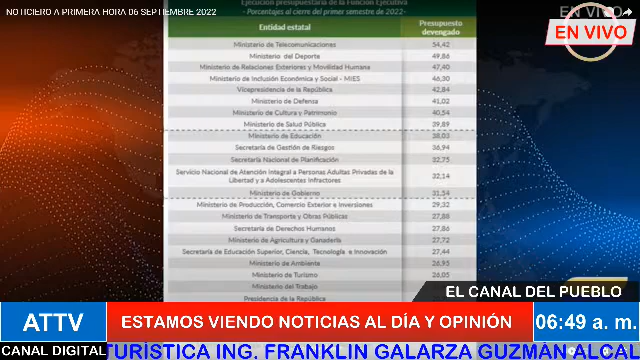 NOTICIERO A PRIMERA HORA 06 SEPTIEMBRE 2022
Ejecución presupuestaria de la Función Ejecutiva
- Porcentajes al cierre del primer semestre de 2022-
EN VIVO
EN VIVO
Entidad estatal Presupuesto devengado
Ministerio de Telecomunicaciones 54,42
Ministerio del Deporte 49,86
Ministerio de Relaciones Exteriores y Movilidad Humana 47,40
Ministerio de Inclusión Económica y Social - MIES 46,30
Vicepresidencia de la República 42,84
Ministerio de Defensa 41,02
Ministerio de Cultura y Patrimonio 40,54
Ministerio de Salud Pública 39,89
Ministerio de Educación 38,03
Secretaría de Gestión de Riesgos 36,94
Secretaría Nacional de Planificación 32,75
Servicio Nacional de Atención Integral a Personas Adultas Privadas de la
Libertad y a Adolescentes Infractores 32,14
Ministerio de Gobierno 31,54
Ministerio de Producción, Comercio Exterior e Inversiones 29,32
Ministerio de Transporte y Obras Públicas 27,88
Secretaría de Derechos Humanos 27,86
Ministerio de Agricultura y Ganadería 27,72
Secretaría de Educación Superior, Ciencia, Tecnología e Innovación 27,44
Ministerio de Ambiente 26,95
Ministerio de Turismo 26,05
Ministerio del Trabajo
Presidencia de la República
EL CANAL DEL PUEBLO
ATTV
ESTAMOS VIENDO NOTICIAS AL DÍA Y OPINIÓN
06:49 a. m.
CANAL DIGITAL
TURÍSTICA ING. FRANKLIN GALARZA GUZMAN ALCA